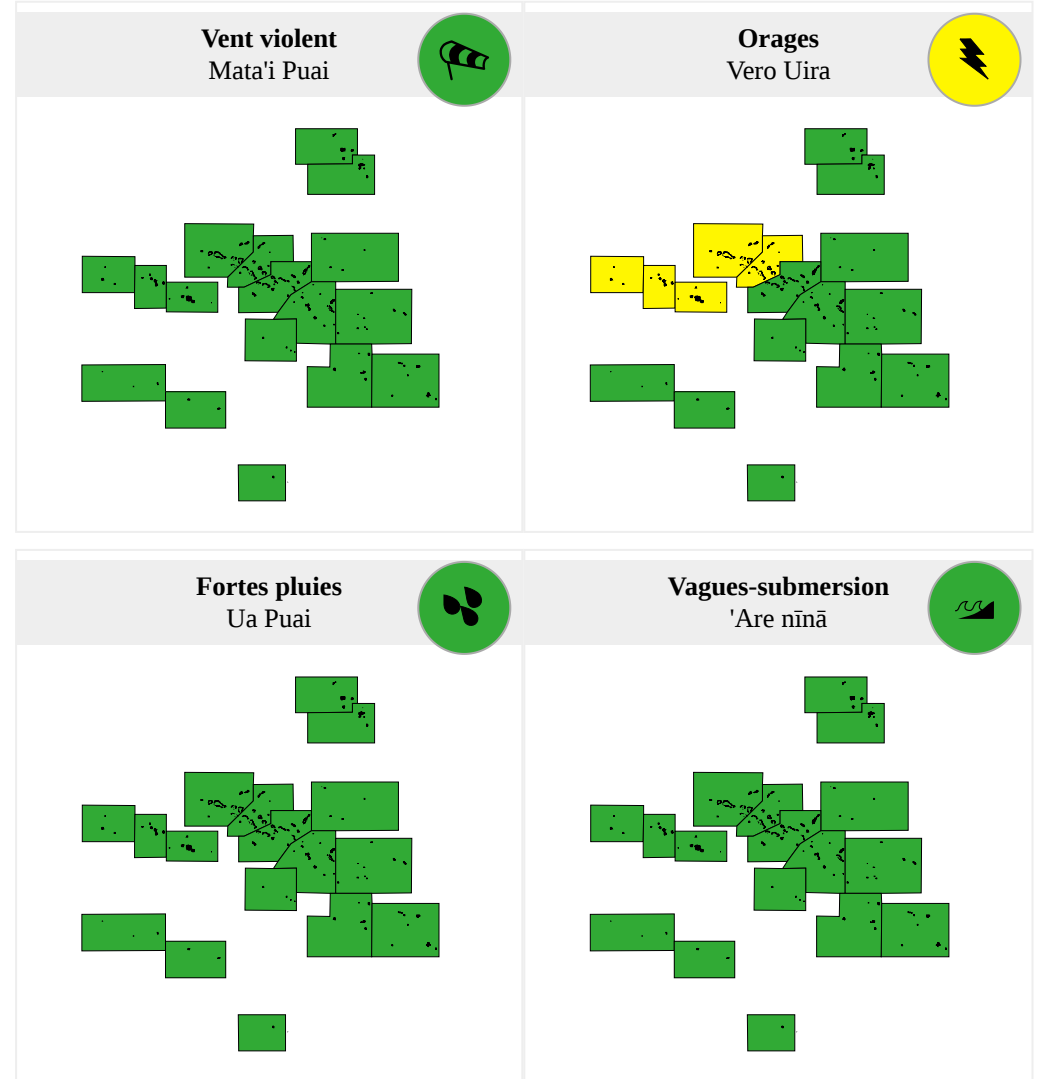 Vent violent
Mata'i Puai
Orages
Vero Uira
Fortes pluies
Ua Puai
Vagues-submersion
'Are nīnā